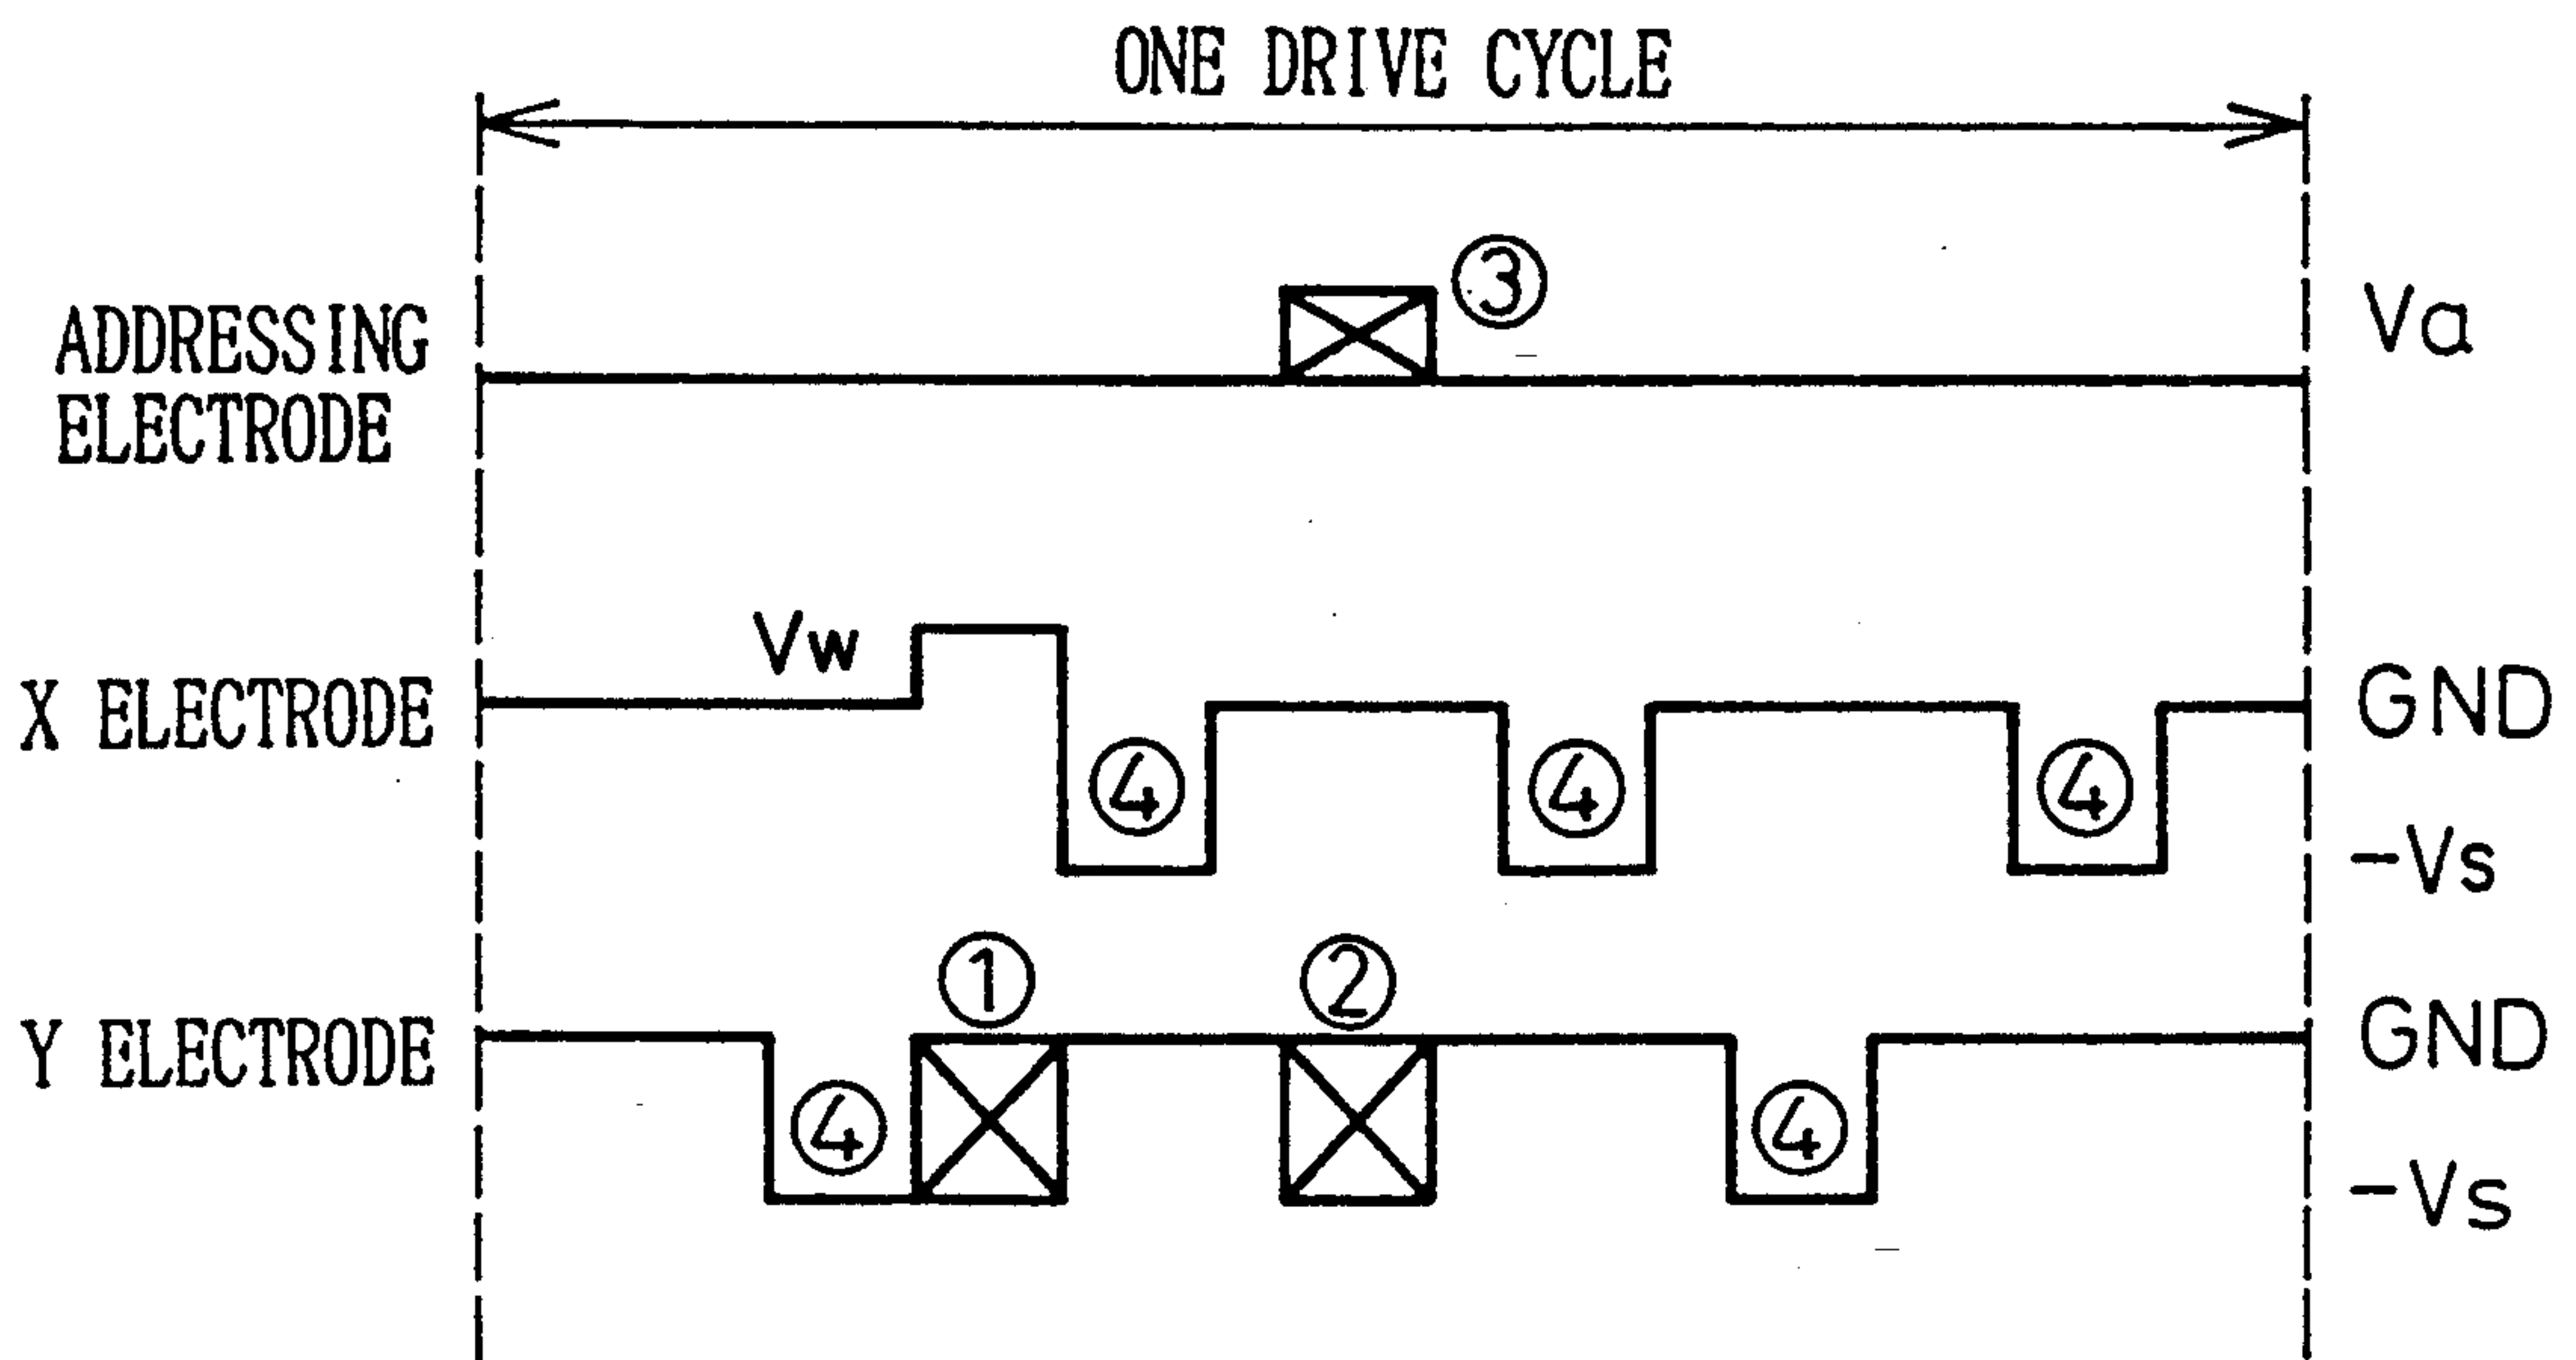 ONE DRIVE CYCLE
③
ADDRESSING
ELECTRODE
Va
Vw
X ELECTRODE
GND
④ ④ ④
-Vs
① ②
Y ELECTRODE
GND
④ ④
-Vs